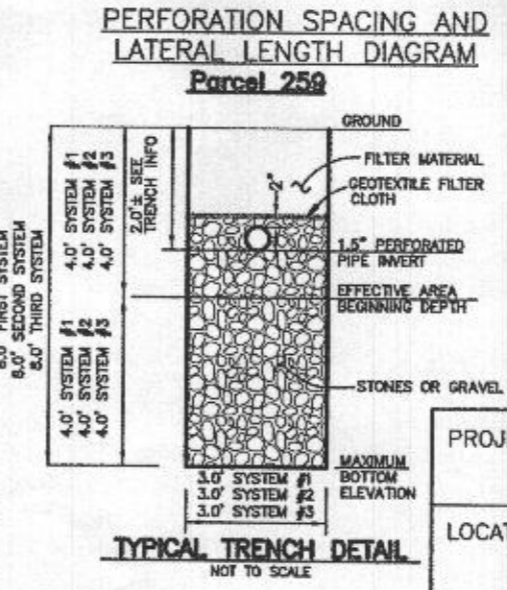 PERFORATION SPACING AND
LATERAL LENGTH DIAGRAM
Parcel 259
GROUND
FILTER MATERIAL
GEOTEXTILE FILTER
CLOTH
2"
1.5" PERFORATED
PIPE INVERT
EFFECTIVE AREA
BEGINNING DEPTH
STONES OR GRAVEL
MAXIMUM
BOTTOM
ELEVATION
8.0' FIRST SYSTEM
8.0' SECOND SYSTEM
8.0' THIRD SYSTEM
4.0' SYSTEM #1
4.0' SYSTEM #2
4.0' SYSTEM #3
4.0' SYSTEM #1
4.0' SYSTEM #2
4.0' SYSTEM #3
2.0'± SEE
TRENCH INFO
3.0' SYSTEM #1
3.0' SYSTEM #2
3.0' SYSTEM #3
TYPICAL TRENCH DETAIL
NOT TO SCALE
PROJ
LOCAT